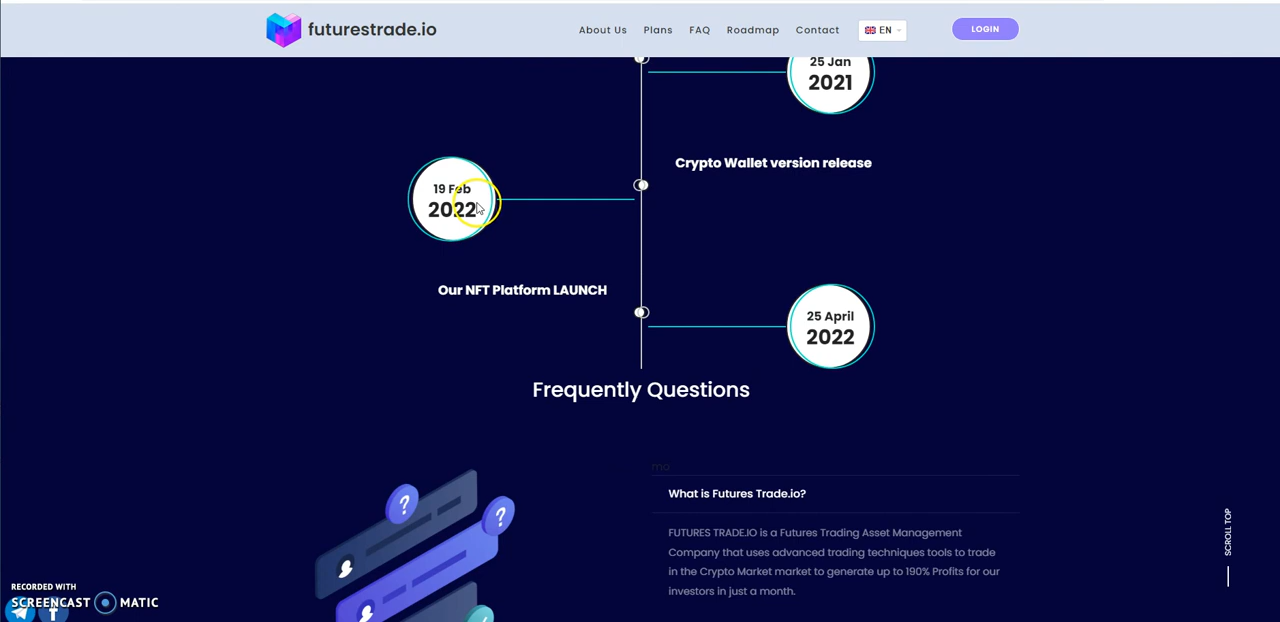 futurestrade.io
About Us
Plans
FAQ
Roadmap
Contact
EN
LOGIN
25 Jan
2021
Crypto Wallet version release
19 Feb
2022
Our NFT Platform LAUNCH
25 April
2022
Frequently Questions
mo
What is Futures Trade.io?
FUTURES TRADE.IO is a Futures Trading Asset Management
Company that uses advanced trading techniques tools to trade
in the Crypto Market market to generate up to 190% Profits for our
investors in just a month.
?
?
SCROLL TOP
RECORDED WITH
SCREENCAST MATIC